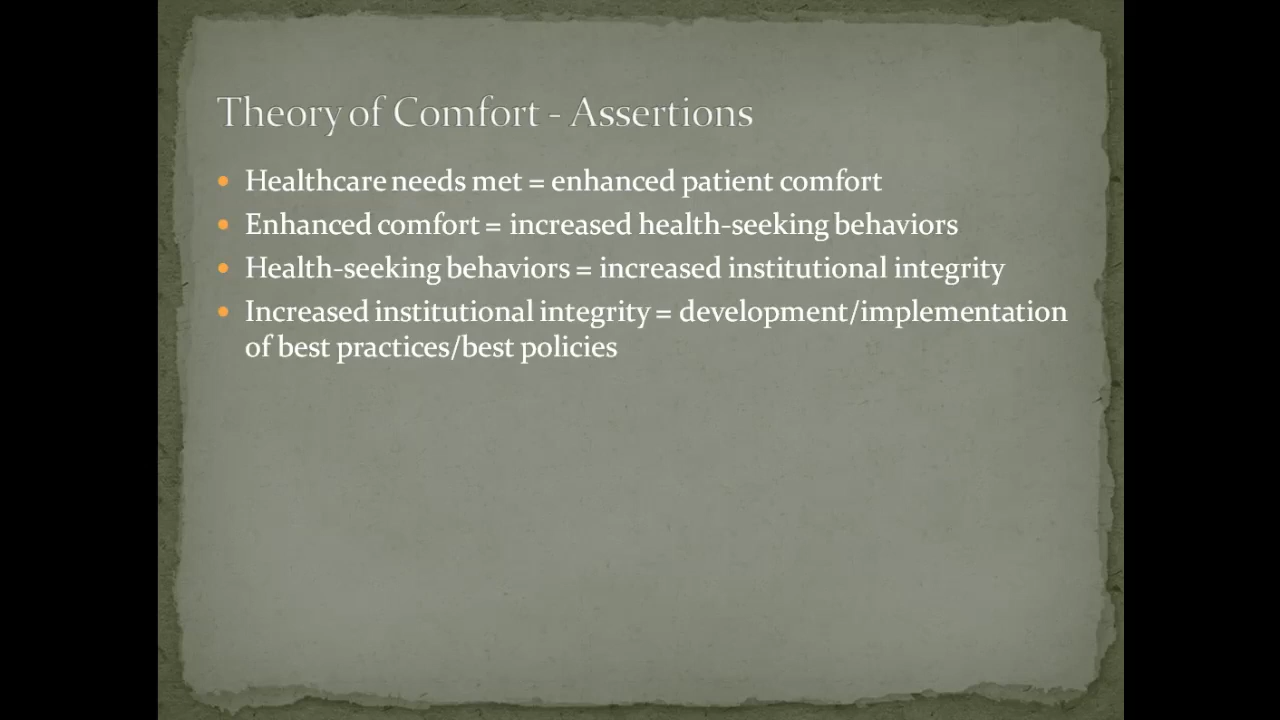 Theory of Comfort - Assertions
• Healthcare needs met = enhanced patient comfort
• Enhanced comfort = increased health-seeking behaviors
• Health-seeking behaviors = increased institutional integrity
• Increased institutional integrity = development/implementation
of best practices/best policies